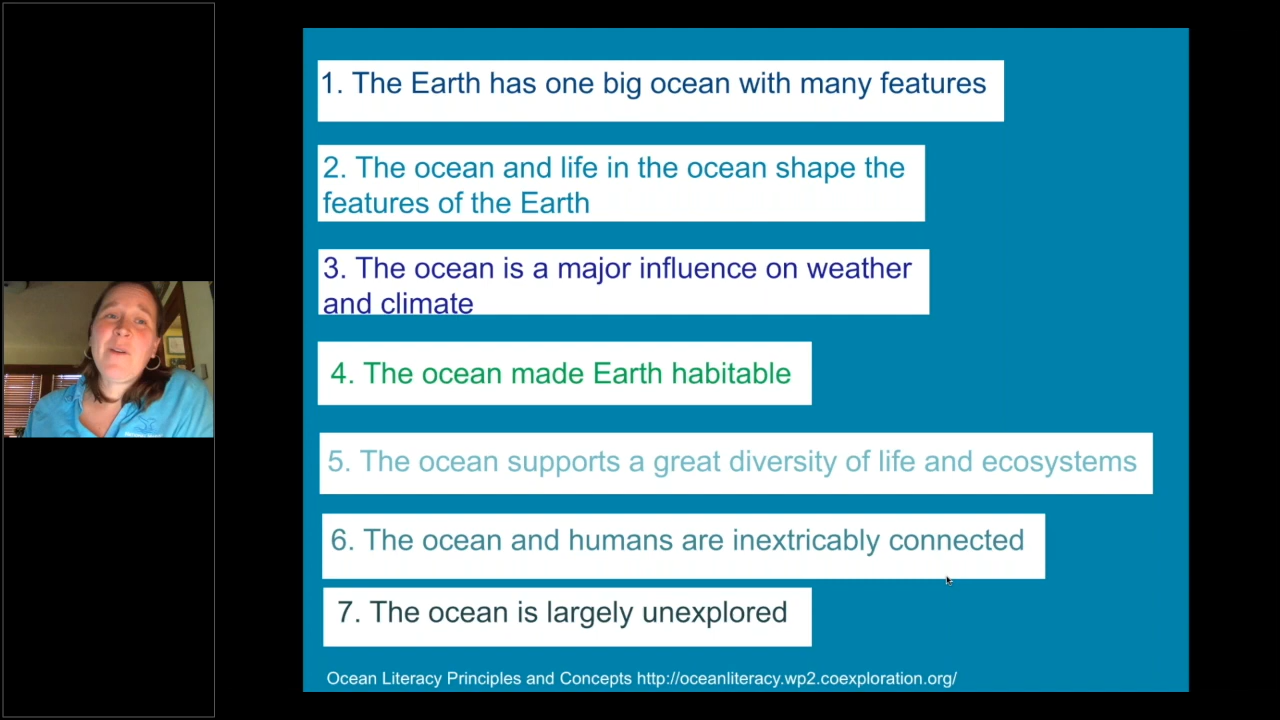 1. The Earth has one big ocean with many features
2. The ocean and life in the ocean shape the
features of the Earth
3. The ocean is a major influence on weather
and climate
4. The ocean made Earth habitable
5. The ocean supports a great diversity of life and ecosystems
6. The ocean and humans are inextricably connected
7. The ocean is largely unexplored
Ocean Literacy Principles and Concepts http://oceanliteracy.wp2.coexploration.org/